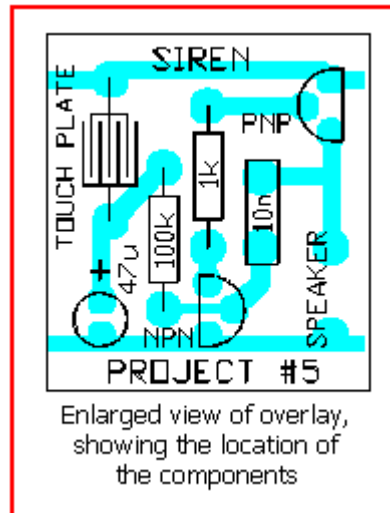 SIREN
TOUCH PLATE
PNP
1k
100k
10n
+
47u
NPN
SPEAKER
PROJECT #5
Enlarged view of overlay,
showing the location of
the components